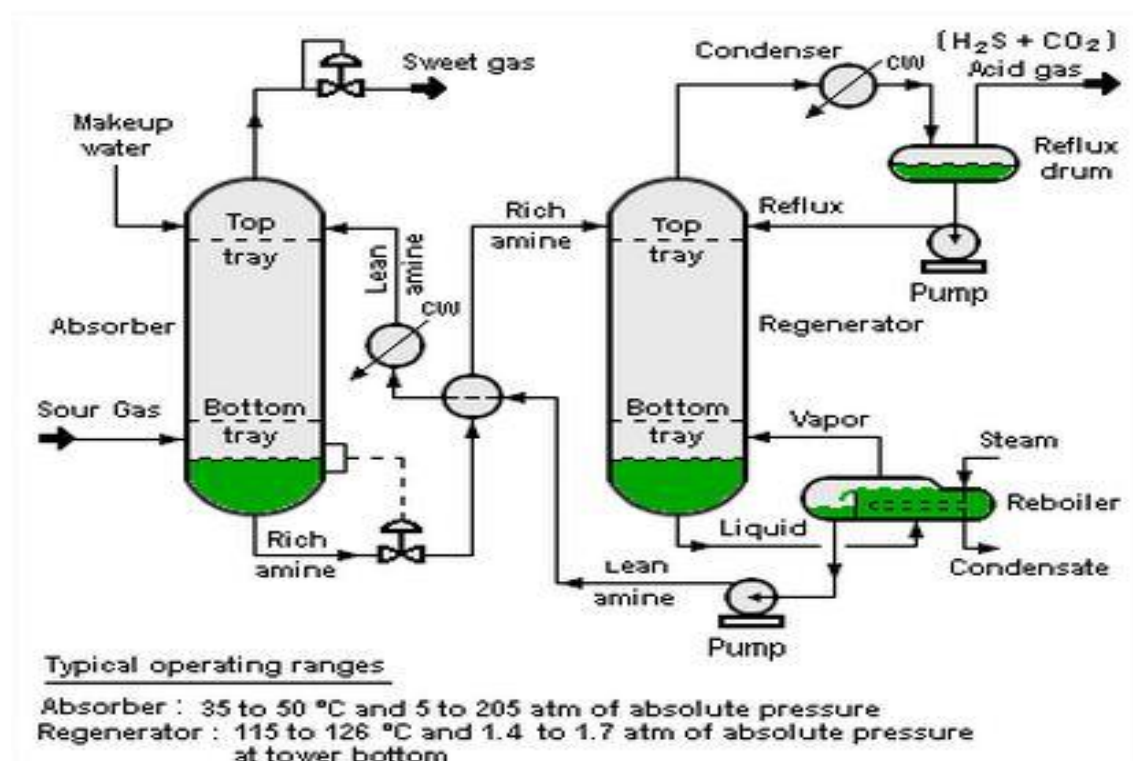 Sweet gas
Makeup
water
Top
tray
Absorber
Sour Gas
Bottom
tray
Rich
amine
Lean
amine
CW
Rich
amine
Condenser
CW
(H₂S + CO₂)
Acid gas
Reflux
drum
Reflux
Pump
Top
tray
Regenerator
Bottom
tray
Vapor
Steam
Reboiler
Liquid
Condensate
Lean
amine
Pump
Typical operating ranges
Absorber : 35 to 50 °C and 5 to 205 atm of absolute pressure
Regenerator : 115 to 126 °C and 1.4 to 1.7 atm of absolute pressure
at tower bottom